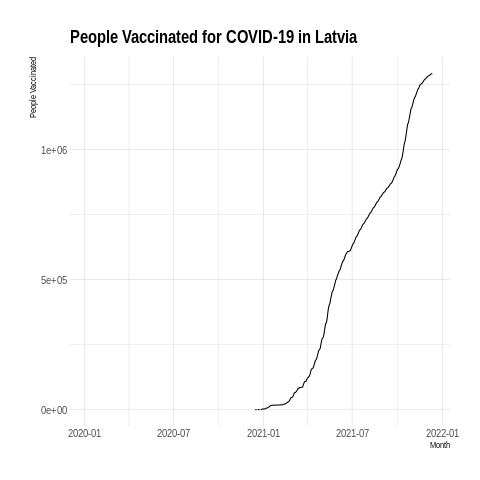 People Vaccinated for COVID-19 in Latvia
People Vaccinated
1e+06
5e+05
0e+00
2020-01 2020-07 2021-01 2021-07 2022-01
Month